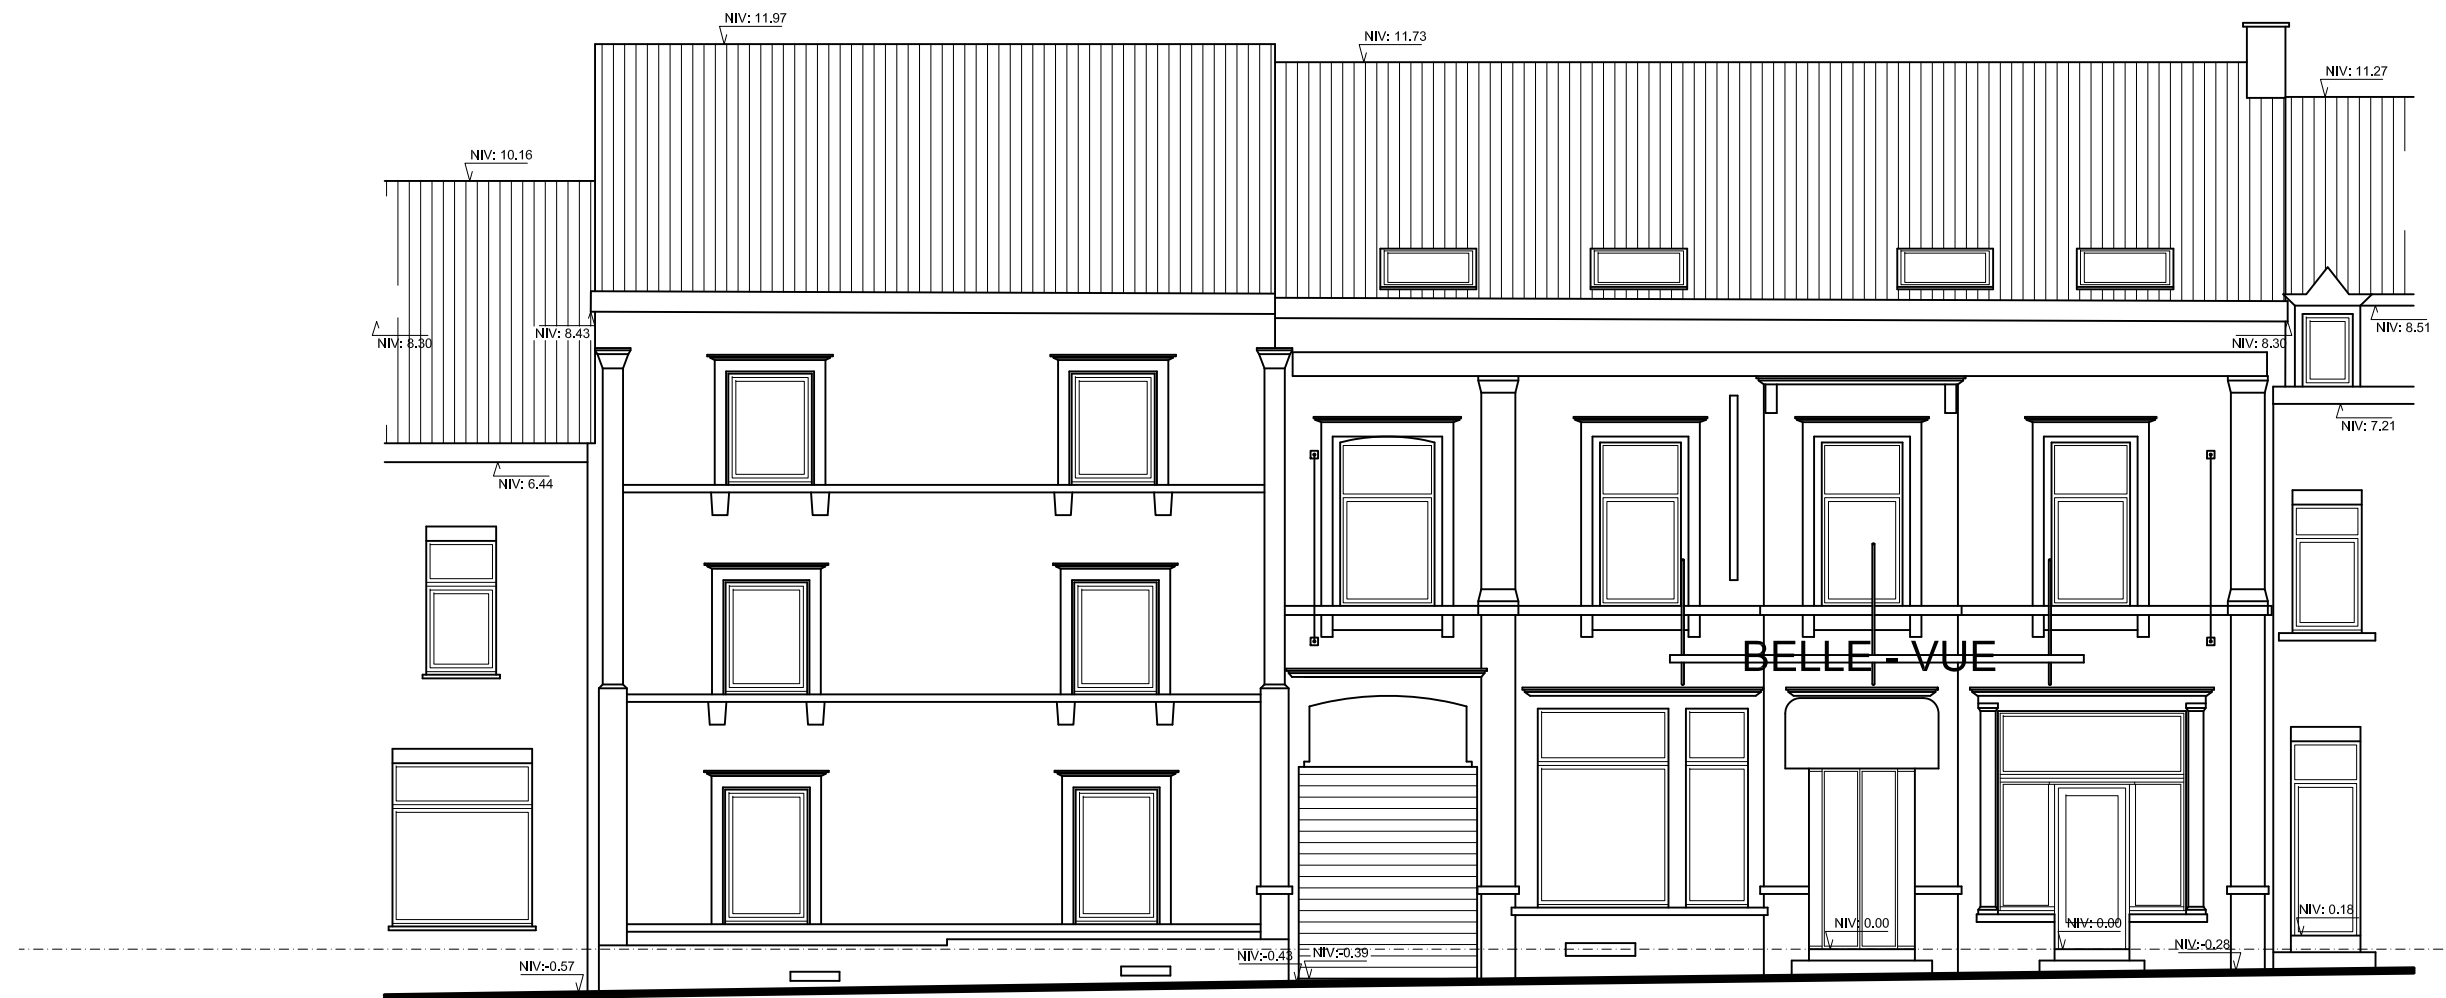 NIV: 11.97
NIV: 11.73
NIV: 11.27
NIV: 10.16
NIV: 8.30
NIV: 8.43
NIV: 8.30
NIV: 8.51
NIV: 7.21
NIV: 6.44
BELLE - VUE
NIV: 0.00
NIV: 0.00
NIV: 0.18
NIV:-0.57
NIV:-0.43
NIV:-0.39
NIV:-0.28